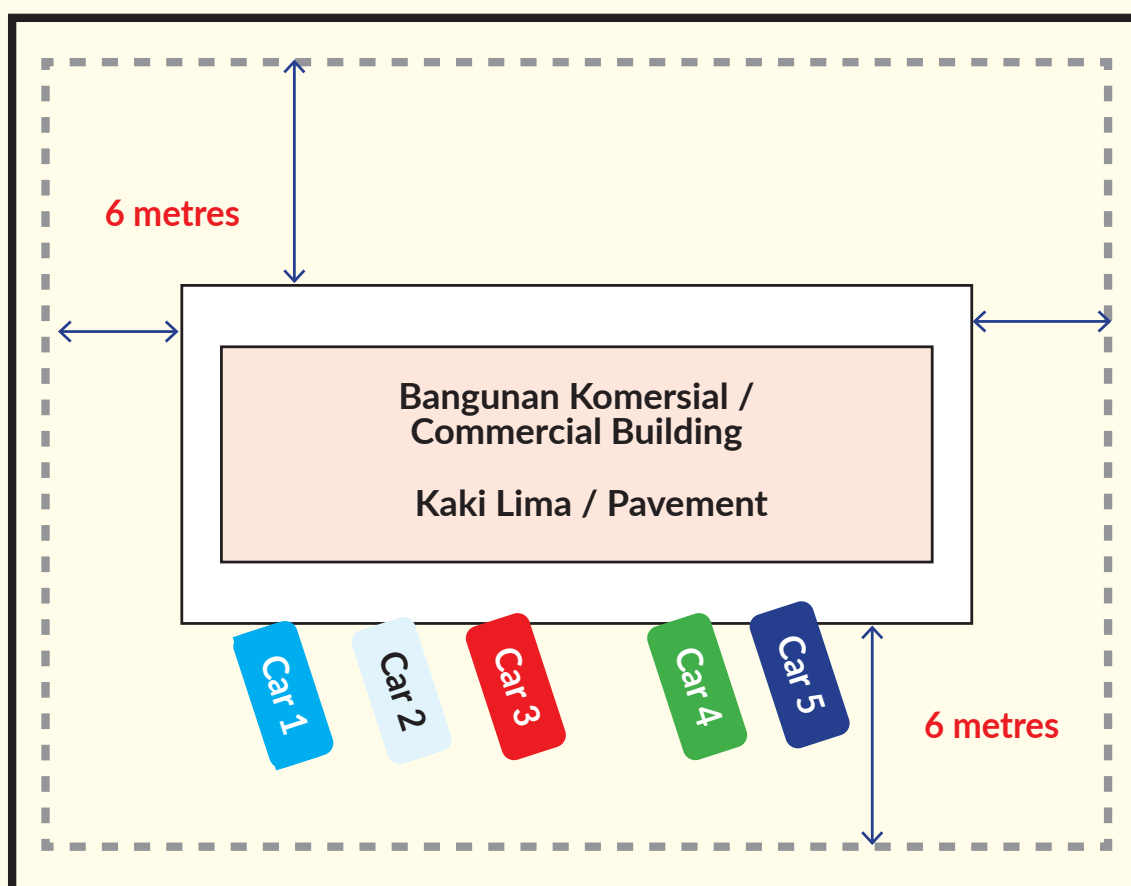 6 metres
Bangunan Komersial /
Commercial Building
Kaki Lima / Pavement
Car 1
Car 2
Car 3
Car 4
Car 5
6 metres